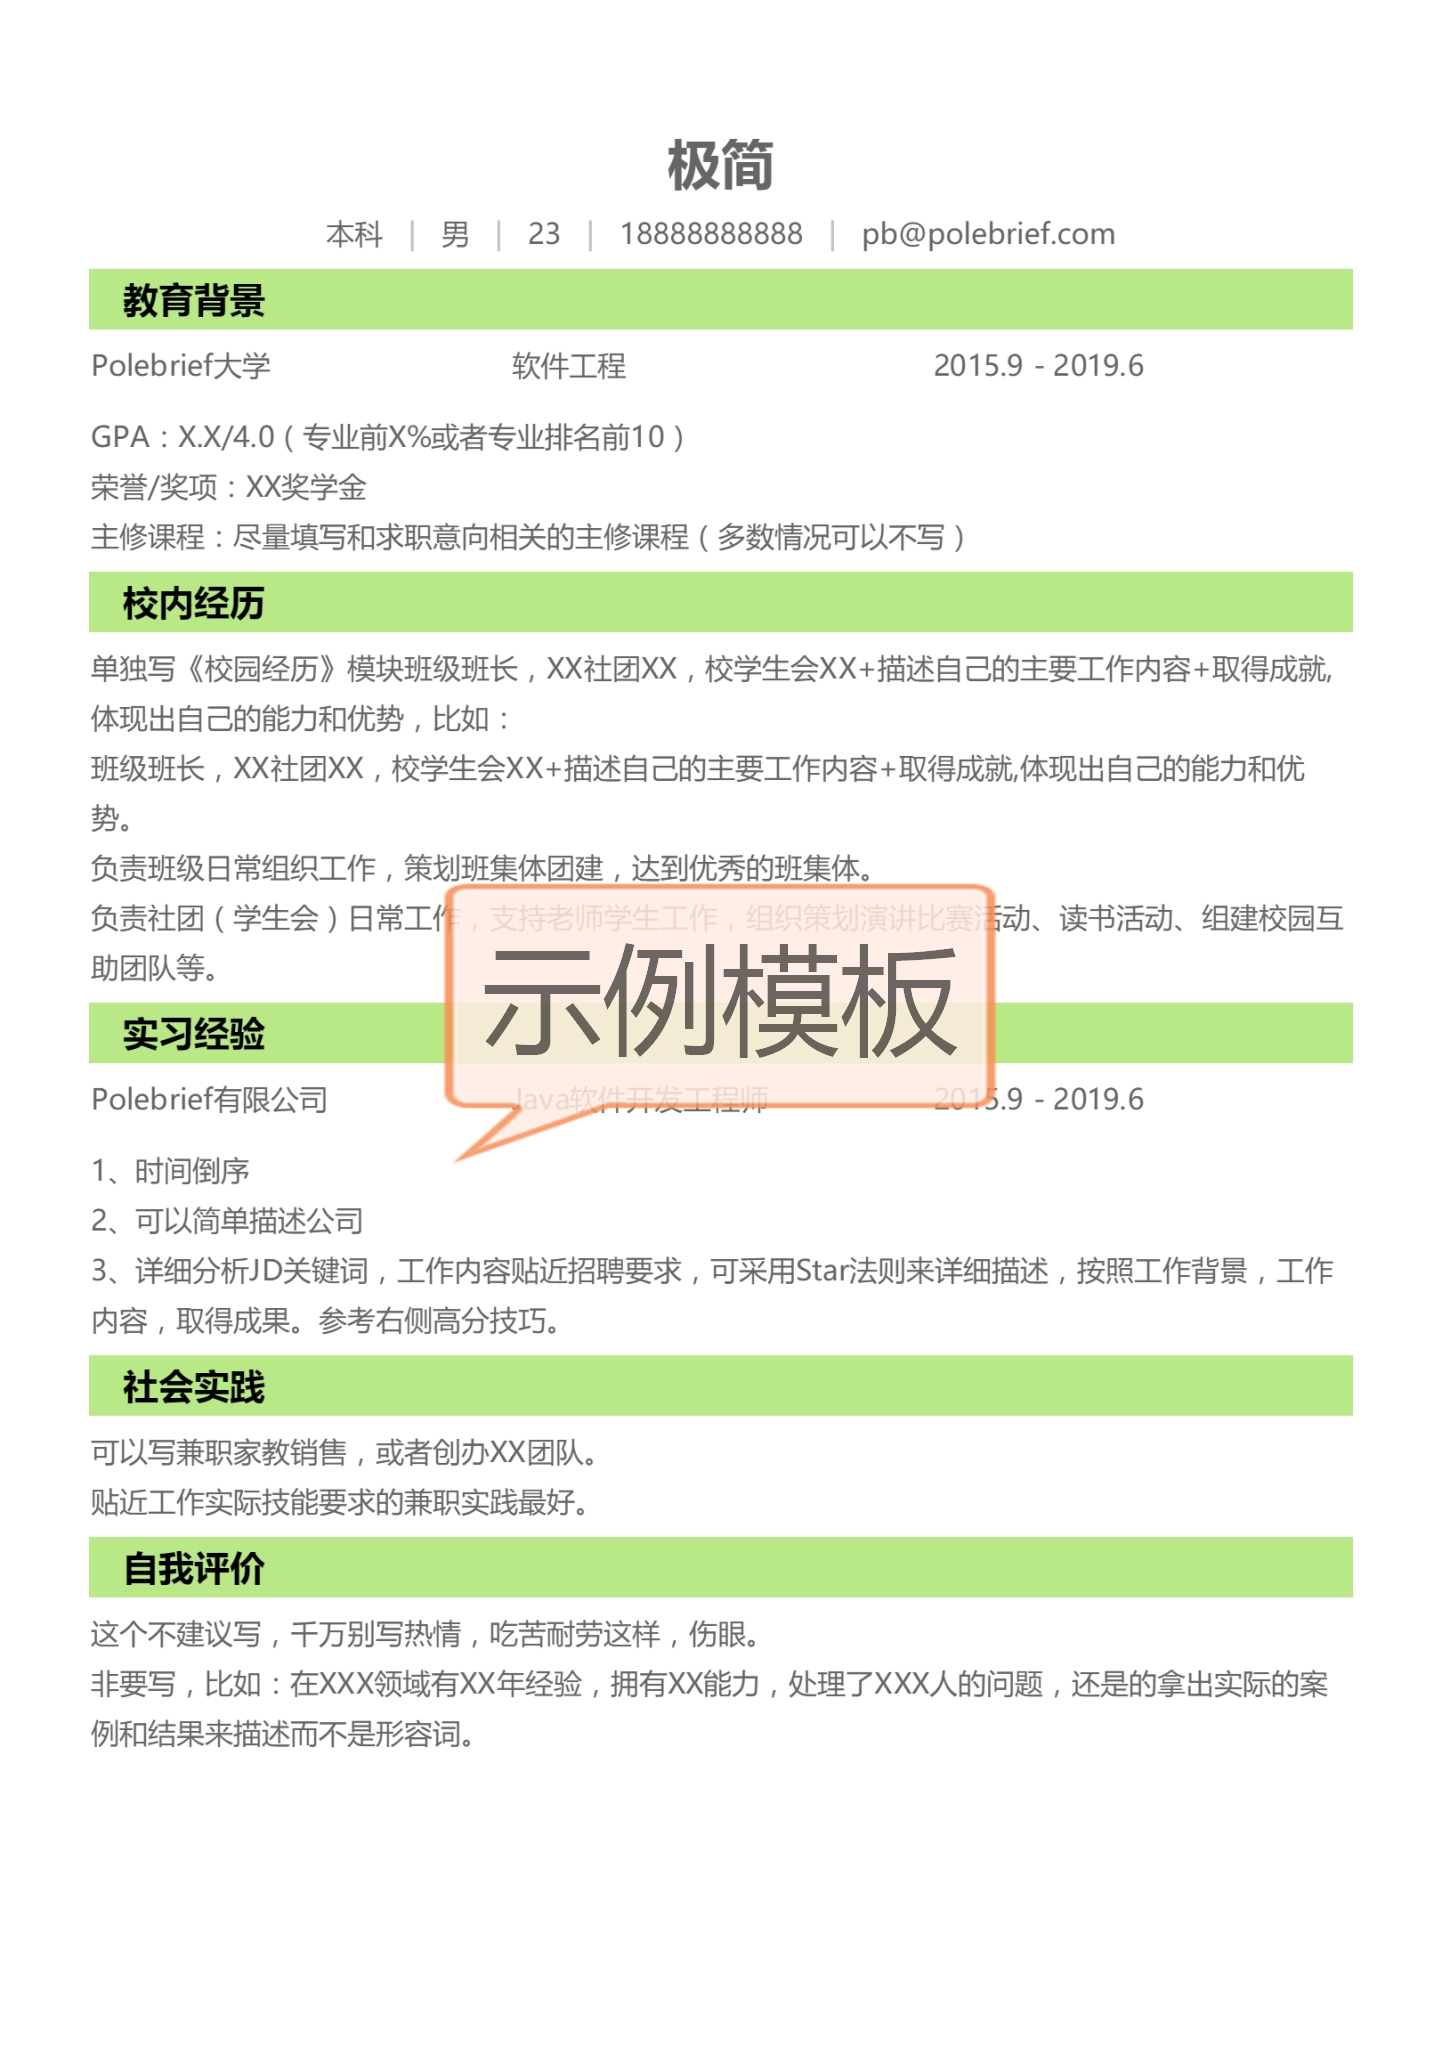 极简
本科 | 男 | 23 | 18888888888 | pb@polebrief.com
教育背景
Polebrief大学 软件工程 2015.9 - 2019.6
GPA：X.X/4.0（专业前X%或者专业排名前10）
荣誉/奖项：XX奖学金
主修课程：尽量填写和求职意向相关的主修课程（多数情况可以不写）
校内经历
单独写《校园经历》模块班级班长，XX社团XX，校学生会XX+描述自己的主要工作内容+取得成就,
体现出自己的能力和优势，比如：
班级班长，XX社团XX，校学生会XX+描述自己的主要工作内容+取得成就,体现出自己的能力和优
势。
负责班级日常组织工作，策划班集体团建，达到优秀的班集体。
负责社团（学生会）日常工作，支持老师学生工作，组织策划演讲比赛活动、读书活动、组建校园互
助团队等。
示例模板
实习经验
Polebrief有限公司 Java软件开发工程师 2015.9 - 2019.6
1、时间倒序
2、可以简单描述公司
3、详细分析JD关键词，工作内容贴近招聘要求，可采用Star法则来详细描述，按照工作背景，工作
内容，取得成果。参考右侧高分技巧。
社会实践
可以写兼职家教销售，或者创办XX团队。
贴近工作实际技能要求的兼职实践最好。
自我评价
这个不建议写，千万别写热情，吃苦耐劳这样，伤眼。
非要写，比如：在XXX领域有XX年经验，拥有XX能力，处理了XXX人的问题，还是的拿出实际的案
例和结果来描述而不是形容词。